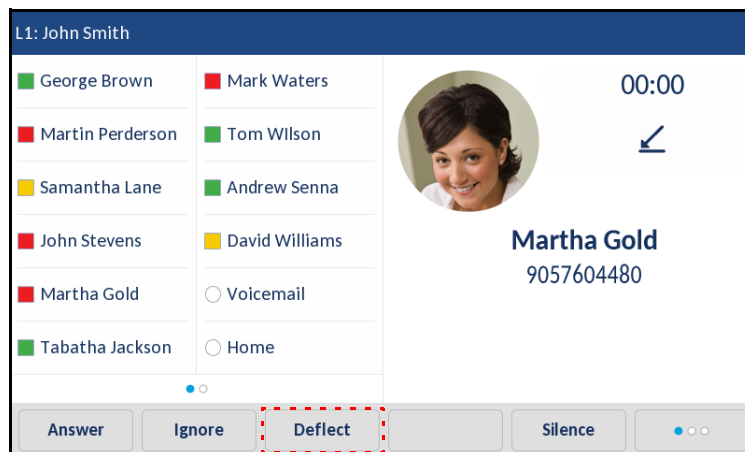 L1: John Smith
George Brown
Mark Waters
Martin Perderson
Tom WIlson
Samantha Lane
Andrew Senna
John Stevens
David Williams
Martha Gold
Voicemail
Tabatha Jackson
Home
00:00
Martha Gold
9057604480
Answer
Ignore
Deflect
Silence